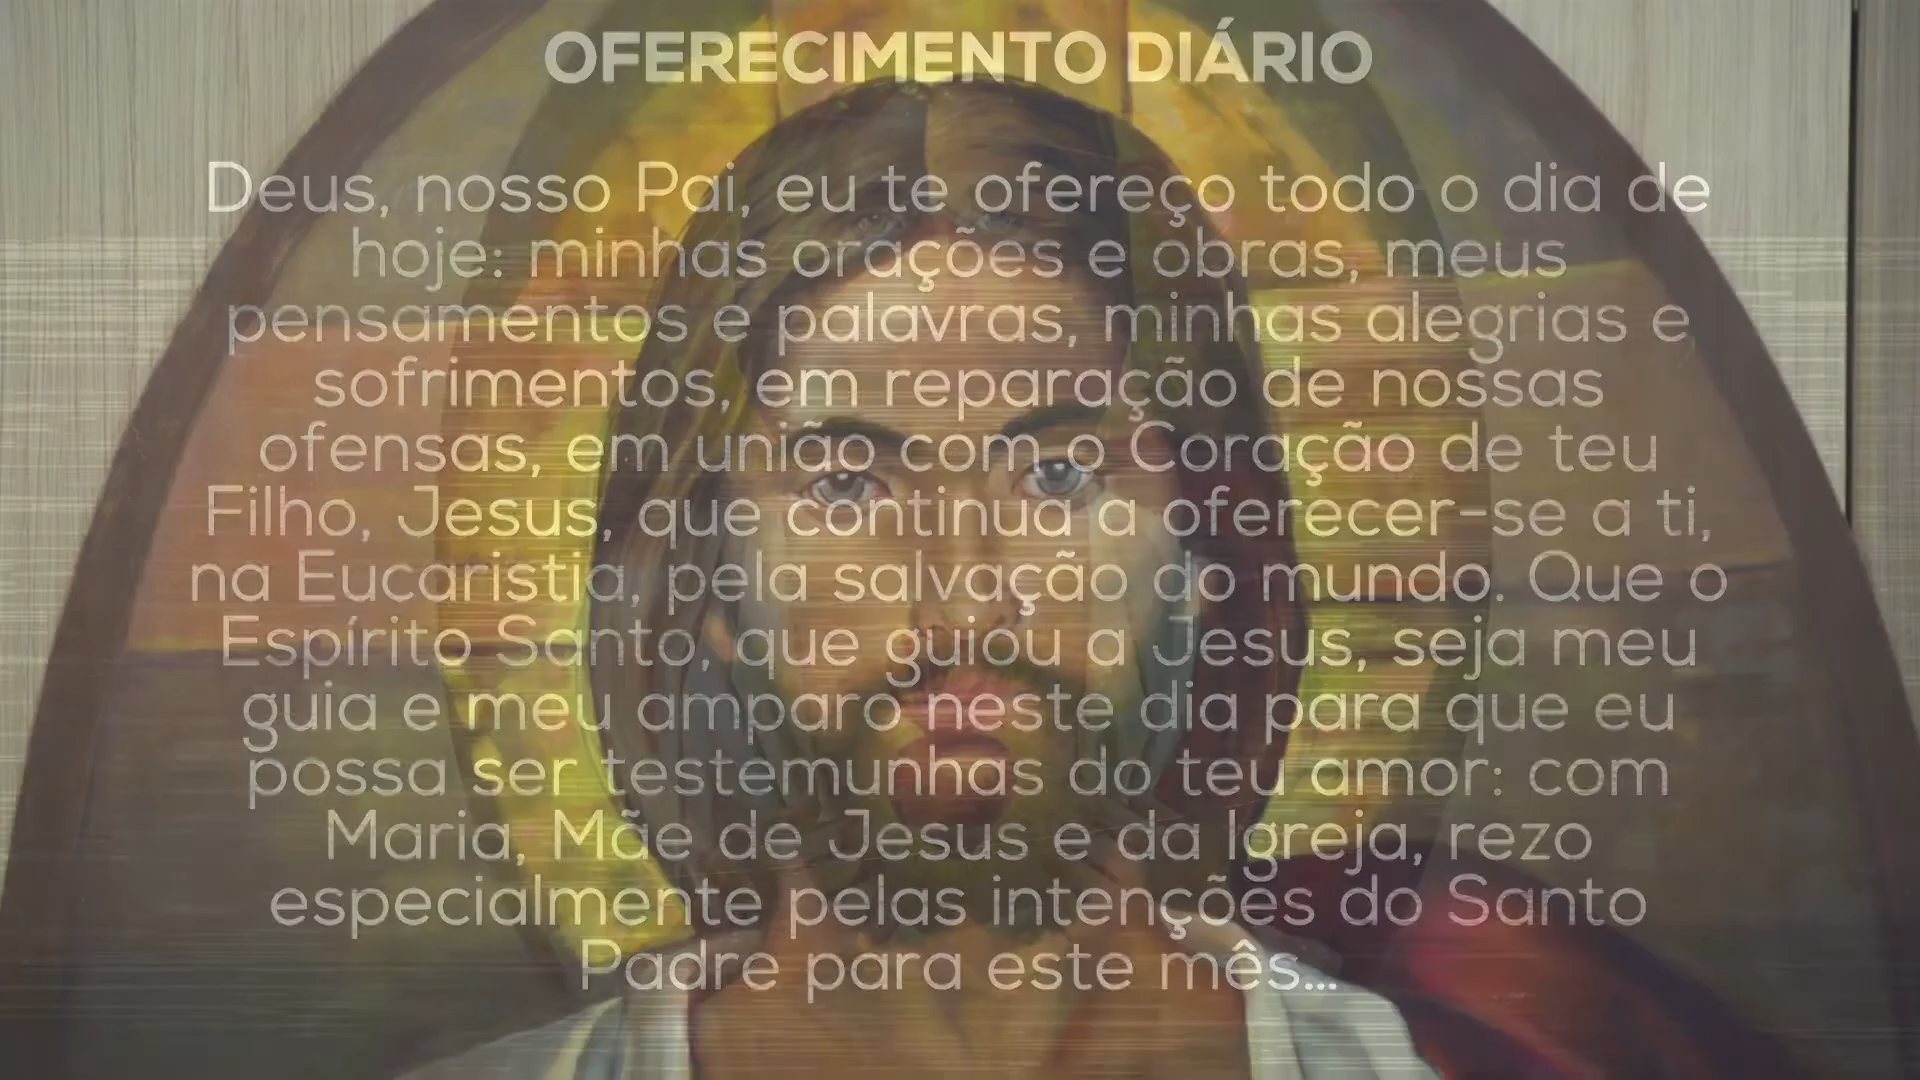 OFERECIMENTO DIÁRIO
Deus, nosso Pai, eu te ofereço todo o dia de
hoje: minhas orações e obras, meus
pensamentos e palavras, minhas alegrias e
sofrimentos, em reparação de nossas
ofensas, em união com o Coração de teu
Filho, Jesus, que continua a oferecer-se a ti,
na Eucaristia, pela salvação do mundo. Que o
Espírito Santo, que guiou a Jesus, seja meu
guia e meu amparo neste dia para que eu
possa ser testemunhas do teu amor: com
Maria, Mãe de Jesus e da Igreja, rezo
especialmente pelas intenções do Santo
Padre para este mês...